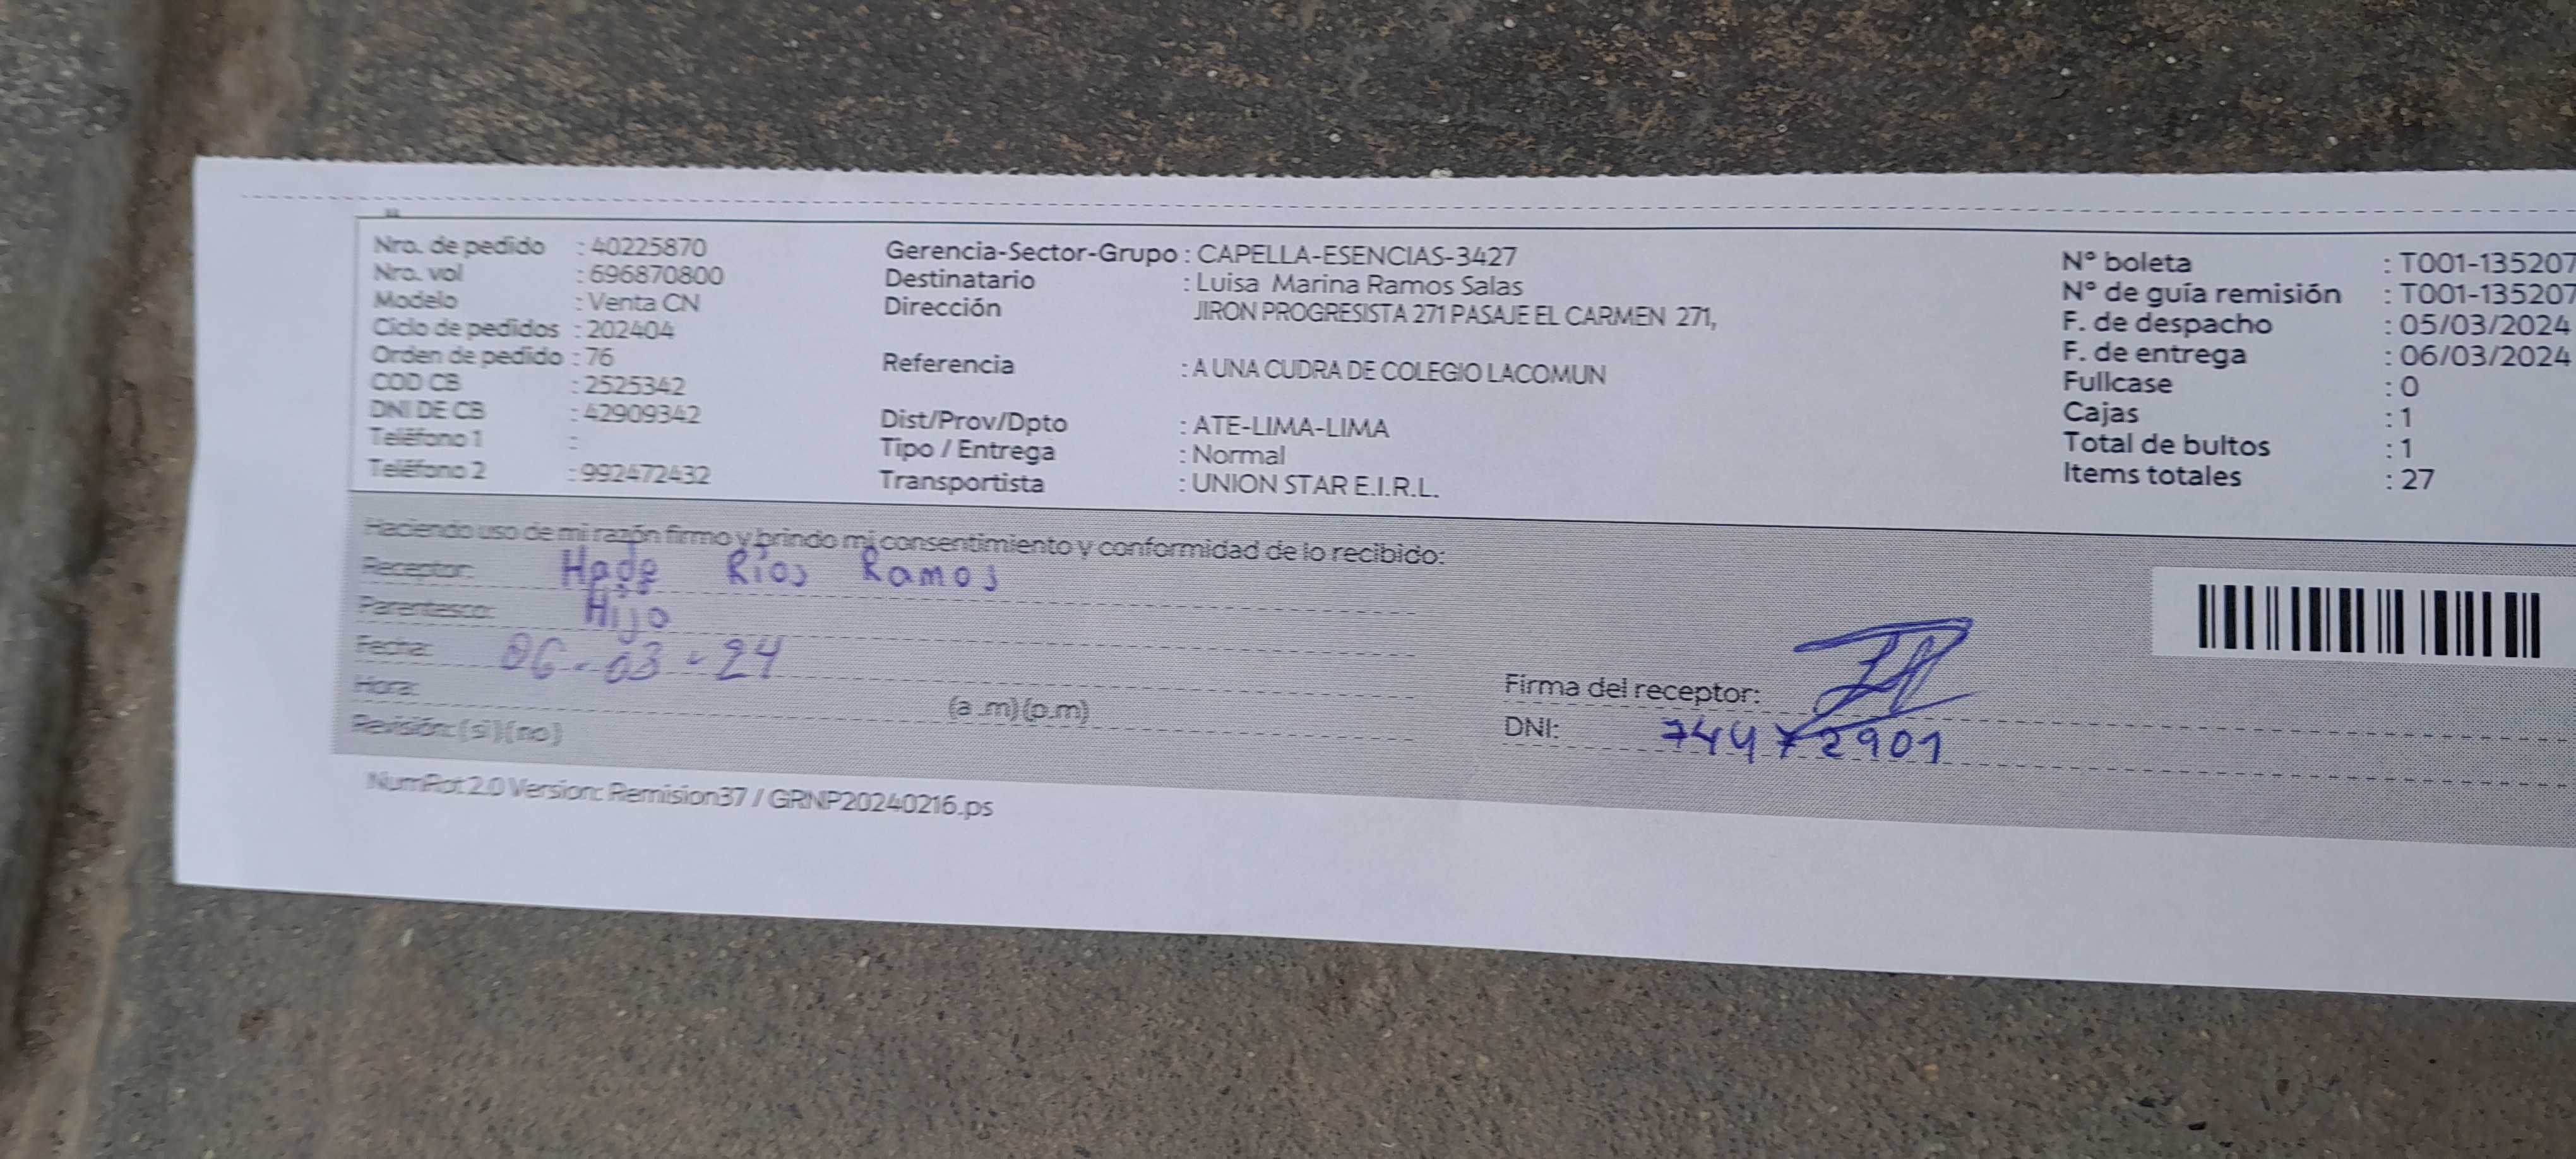 Nro. de pedido : 40225870
Nro. vol : 696870800
Modelo : Venta CN
Ciclo de pedidos : 202404
Orden de pedido : 76
COD CB : 2525342
DNI DE CB : 42909342
Teléfono 1 :
Teléfono 2 : 992472432
Gerencia-Sector-Grupo : CAPELLA-ESENCIAS-3427
Destinatario : Luisa Marina Ramos Salas
Dirección JIRON PROGRESISTA 271 PASAJE EL CARMEN 271,
Referencia : A UNA CUDRA DE COLEGIO LACOMUN
Dist/Prov/Dpto : ATE-LIMA-LIMA
Tipo / Entrega : Normal
Transportista : UNION STAR E.I.R.L.
N° boleta : T001-135207
N° de guía remisión : T001-135207
F. de despacho : 05/03/2024
F. de entrega : 06/03/2024
Fullcase : 0
Cajas : 1
Total de bultos : 1
Items totales : 27
Haciendo uso de mi razón firmo y brindo mi consentimiento y conformidad de lo recibido:
Receptor: Ríos Ramos
Parentesco: Hijo
Fecha: 06-03-24
Hora: (a .m) (p.m)
Revisión: (si) (no)
Firma del receptor:
DNI: 74472901
NumRot 2.0 Version: Remision37 / GRNP20240216.ps